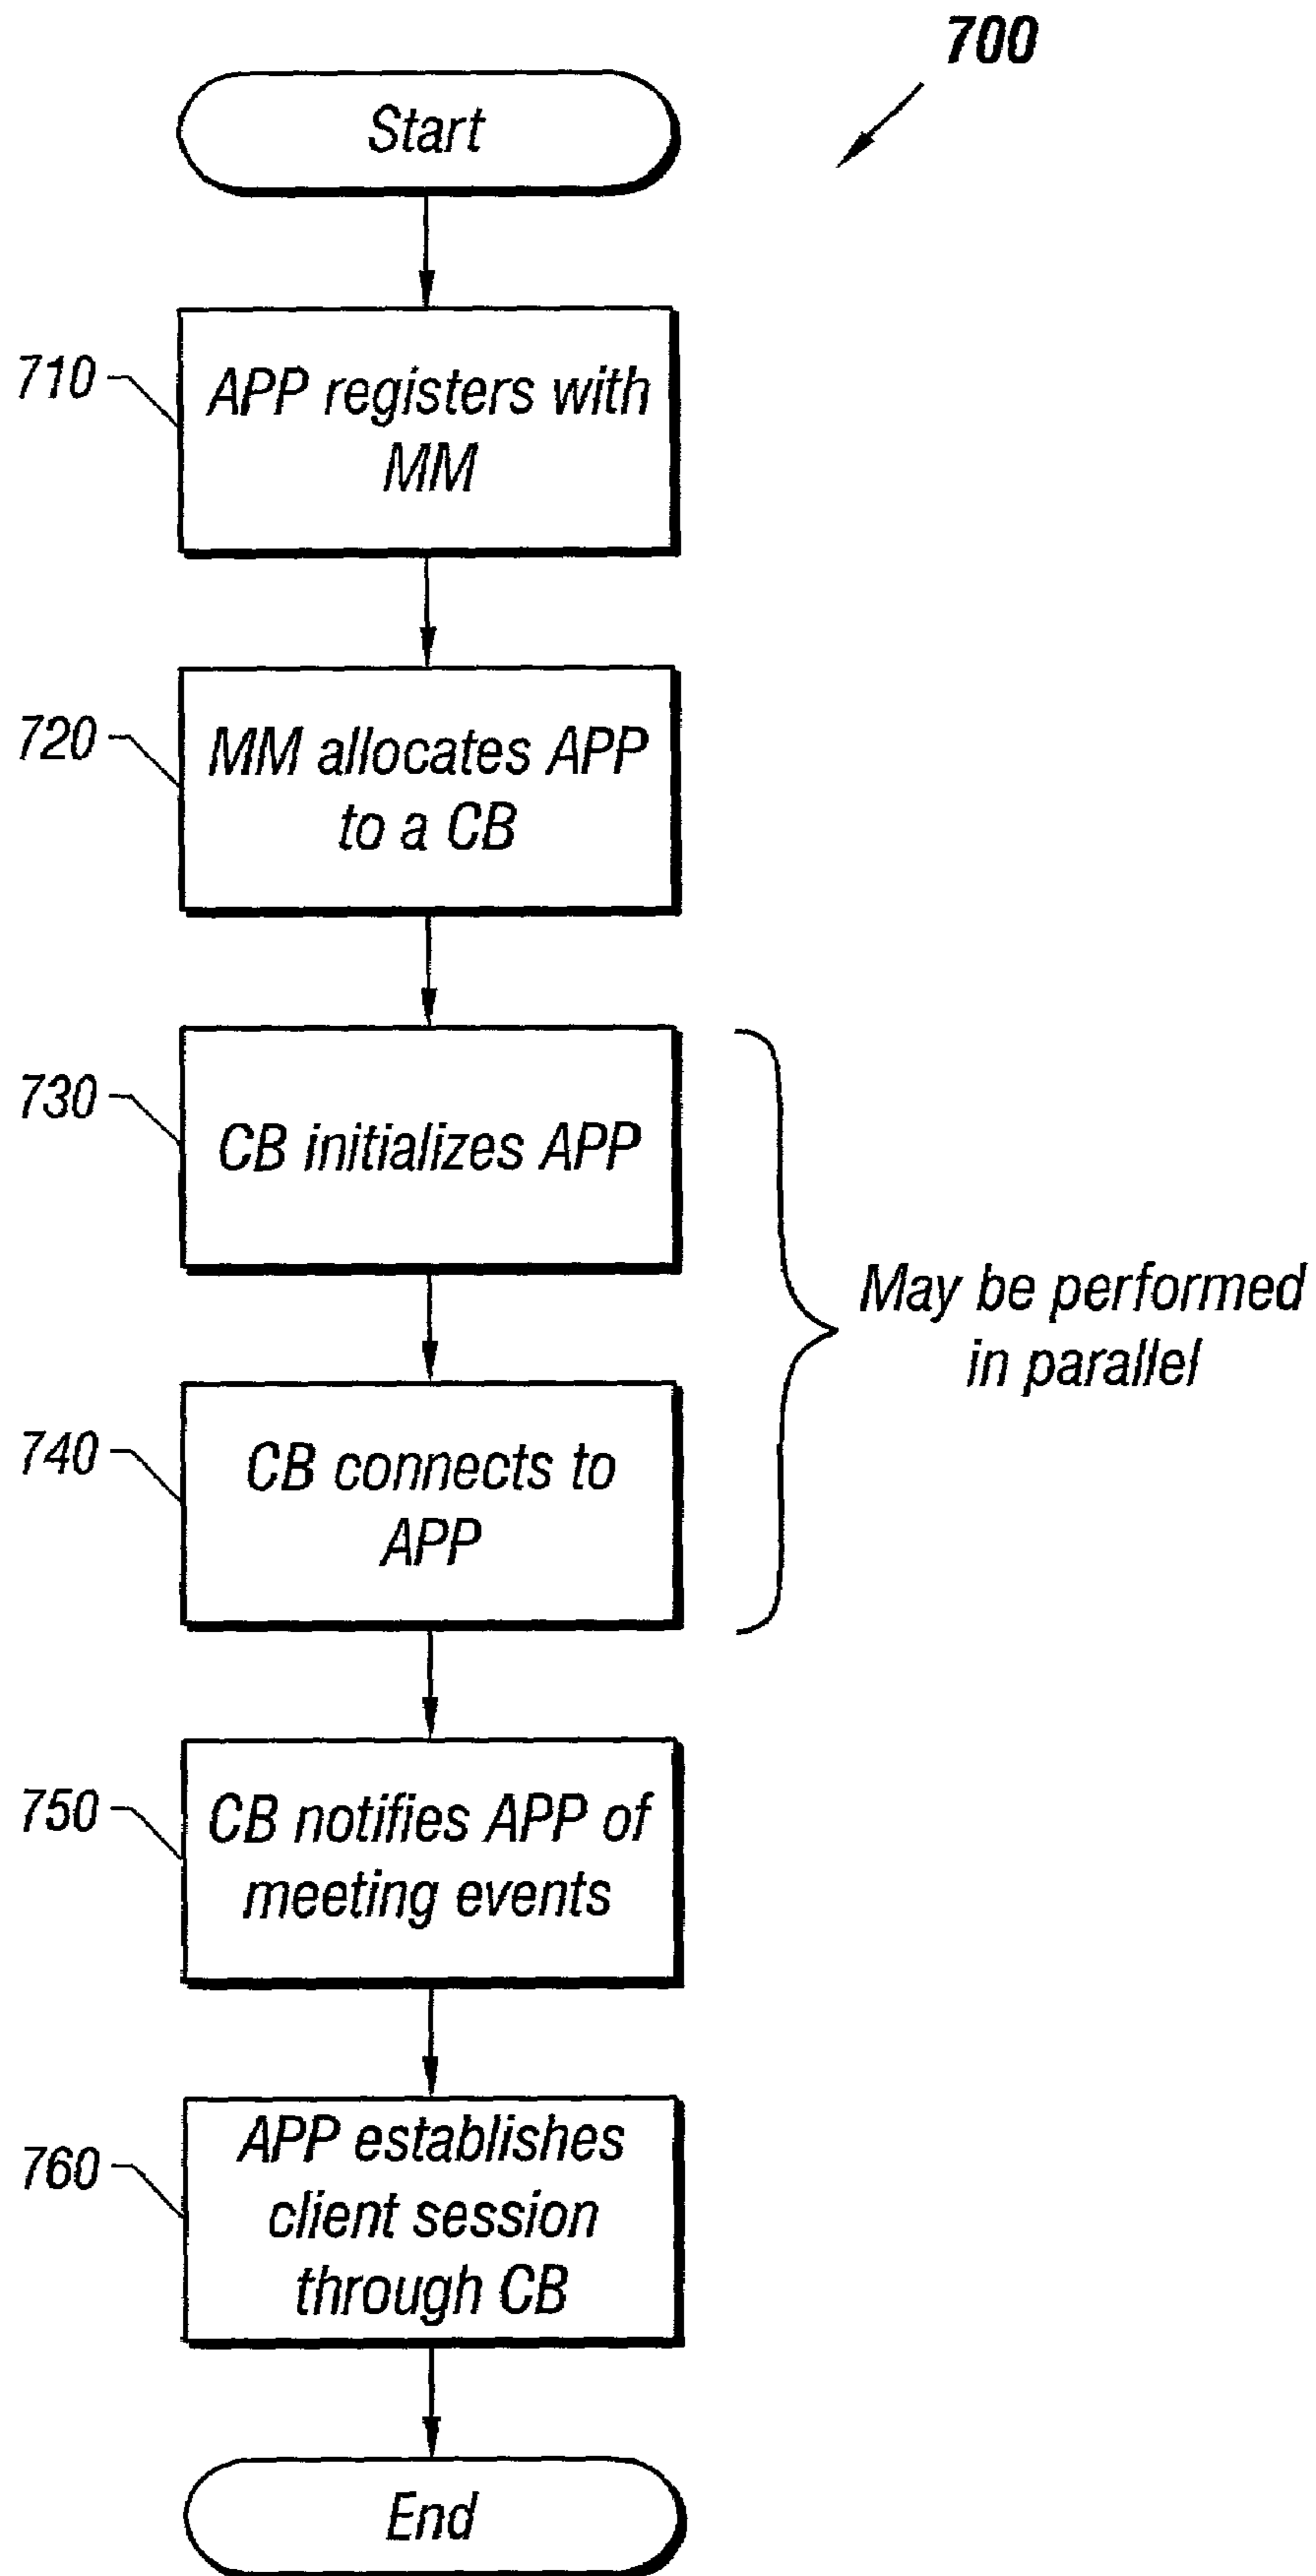 700
Start
710
APP registers with
MM
720
MM allocates APP
to a CB
730
CB initializes APP
May be performed
in parallel
740
CB connects to
APP
750
CB notifies APP of
meeting events
760
APP establishes
client session
through CB
End